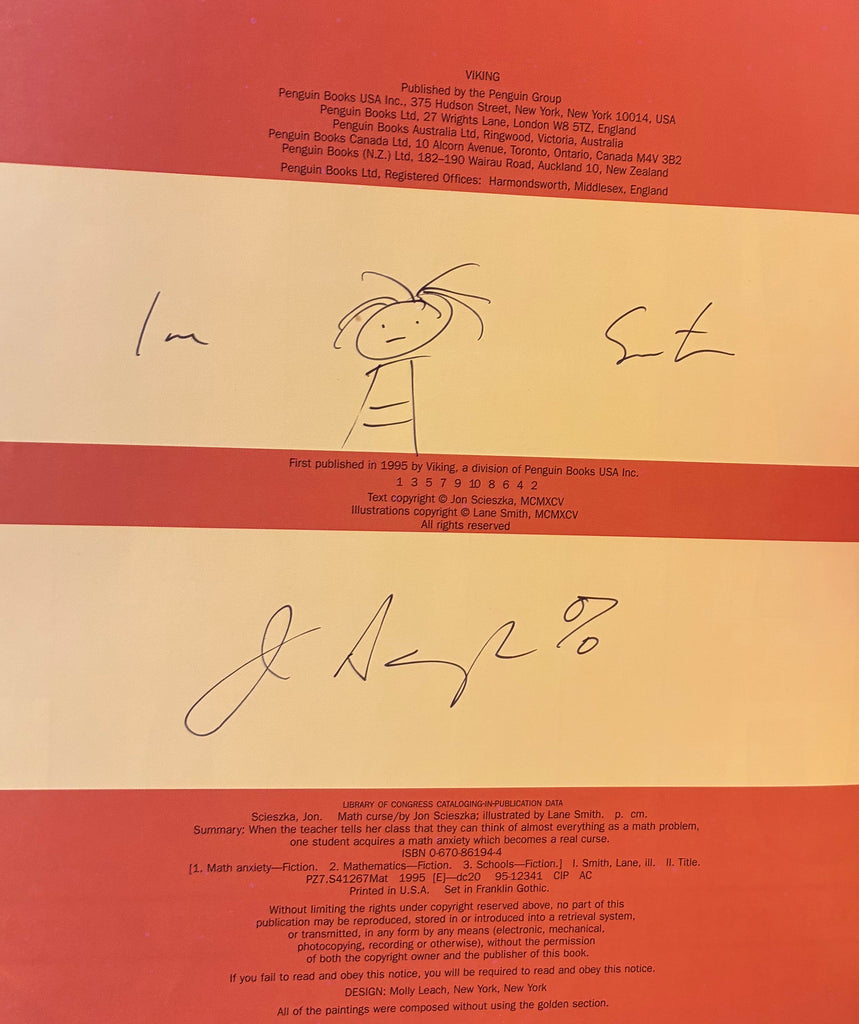 VIKING
Published by the Penguin Group
Penguin Books USA Inc., 375 Hudson Street, New York, New York 10014, USA
Penguin Books Ltd, 27 Wrights Lane, London W8 5TZ, England
Penguin Books Australia Ltd, Ringwood, Victoria, Australia
Penguin Books Canada Ltd, 10 Alcorn Avenue, Toronto, Ontario, Canada M4V 3B2
Penguin Books (N.Z.) Ltd, 182–190 Wairau Road, Auckland 10, New Zealand
Penguin Books Ltd, Registered Offices: Harmondsworth, Middlesex, England
First published in 1995 by Viking, a division of Penguin Books USA Inc.
1 3 5 7 9 10 8 6 4 2
Text copyright © Jon Scieszka, MCMXCV
Illustrations copyright © Lane Smith, MCMXCV
All rights reserved
%
LIBRARY OF CONGRESS CATALOGING-IN-PUBLICATION DATA
Scieszka, Jon. Math curse/by Jon Scieszka; illustrated by Lane Smith. p. cm.
Summary: When the teacher tells her class that they can think of almost everything as a math problem,
one student acquires a math anxiety which becomes a real curse.
ISBN 0-670-86194-4
[1. Math anxiety—Fiction. 2. Mathematics—Fiction. 3. Schools—Fiction.] I. Smith, Lane, ill. II. Title.
PZ7.S41267Mat 1995 [E]—dc20 95-12341 CIP AC
Printed in U.S.A. Set in Franklin Gothic.
Without limiting the rights under copyright reserved above, no part of this
publication may be reproduced, stored in or introduced into a retrieval system,
or transmitted, in any form by any means (electronic, mechanical.
photocopying, recording or otherwise), without the permission
of both the copyright owner and the publisher of this book.
If you fail to read and obey this notice, you will be required to read and obey this notice.
DESIGN: Molly Leach, New York, New York
All of the paintings were composed without using the golden section.